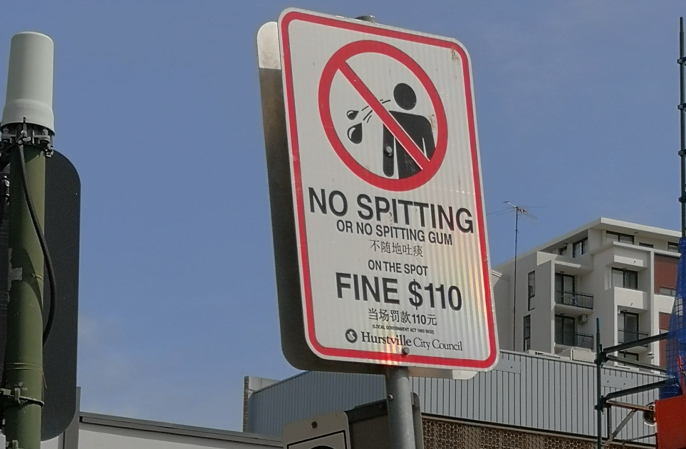 NO SPITTING
OR NO SPITTING GUM
不随地吐痰
ON THE SPOT
FINE $110
当场罚款110元
Hurstville City Council